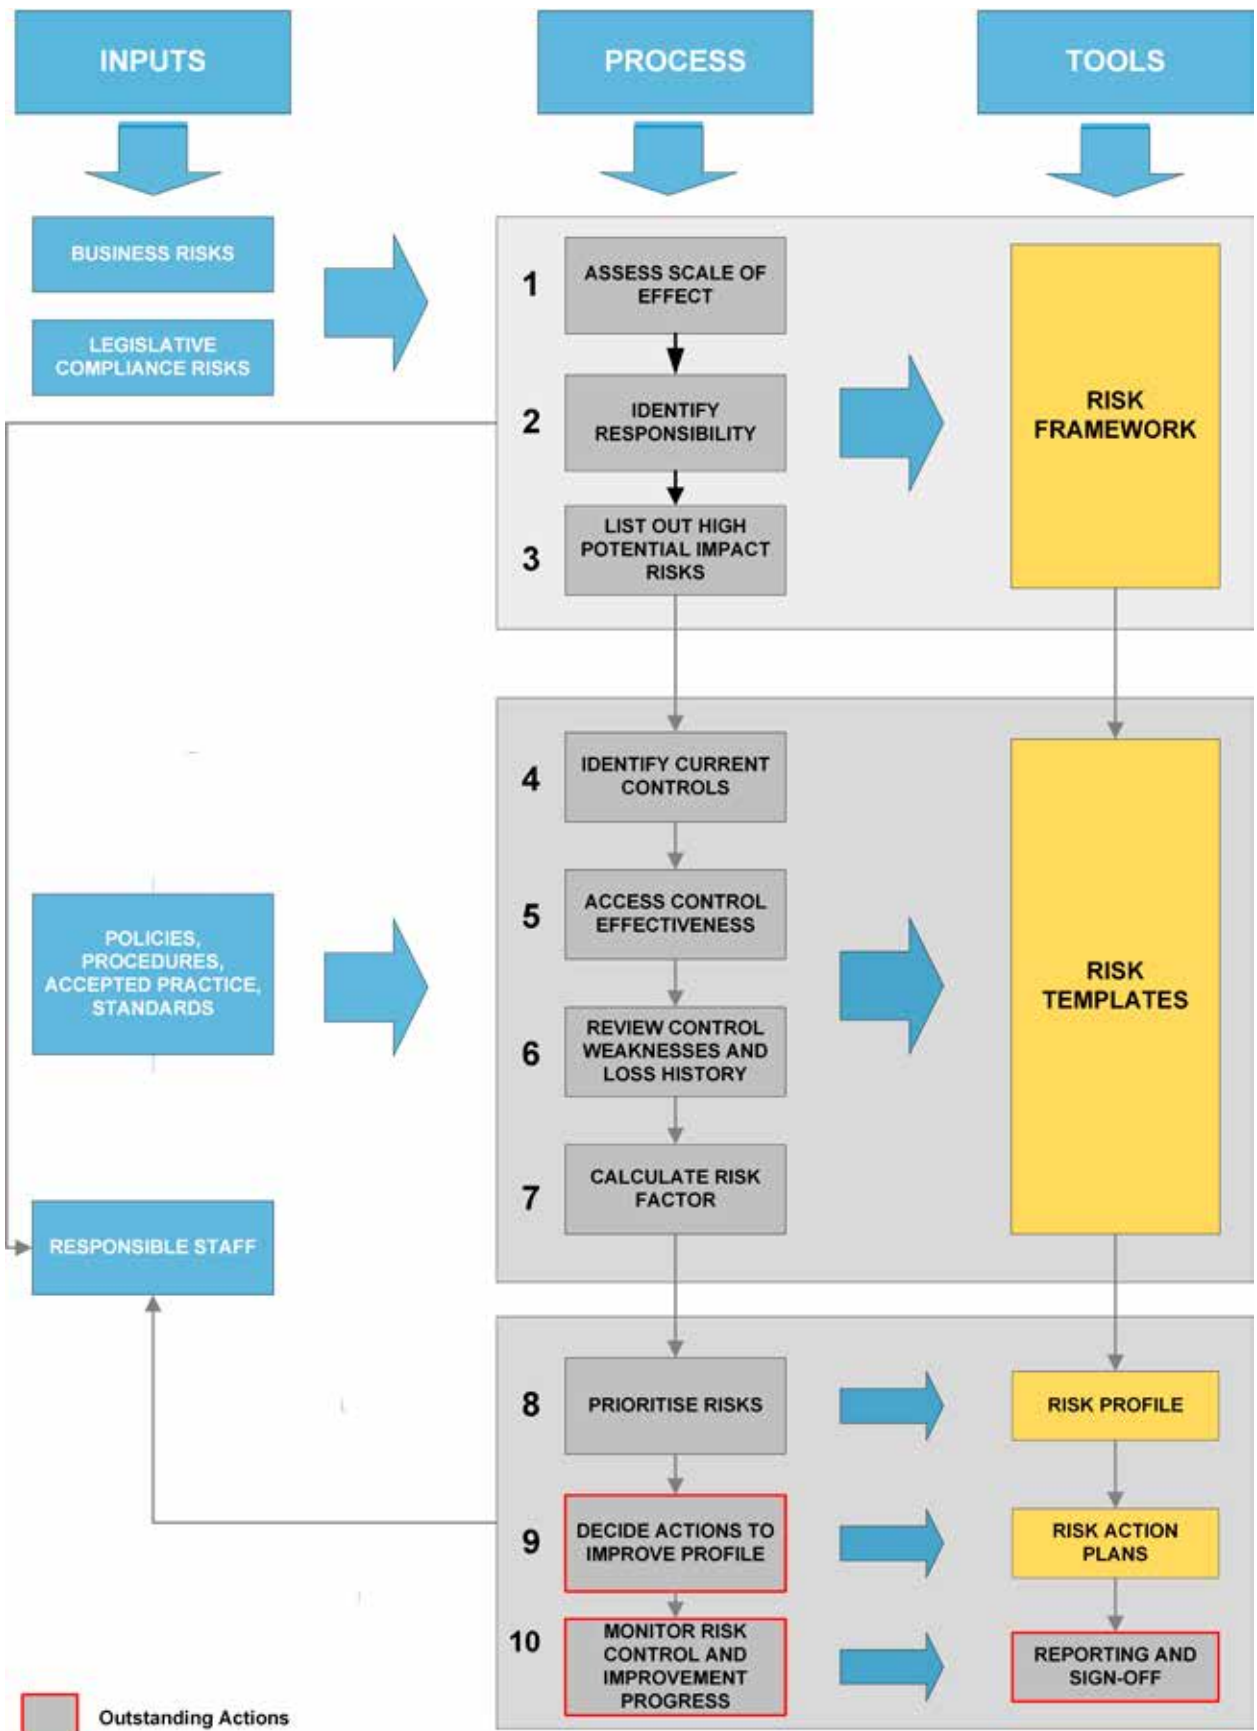 INPUTS
PROCESS
TOOLS
BUSINESS RISKS
LEGISLATIVE
COMPLIANCE RISKS
1
ASSESS SCALE OF
EFFECT
2
IDENTIFY
RESPONSIBILITY
3
LIST OUT HIGH
POTENTIAL IMPACT
RISKS
RISK
FRAMEWORK
POLICIES,
PROCEDURES,
ACCEPTED PRACTICE,
STANDARDS
4
IDENTIFY CURRENT
CONTROLS
5
ACCESS CONTROL
EFFECTIVENESS
6
REVIEW CONTROL
WEAKNESSES AND
LOSS HISTORY
7
CALCULATE RISK
FACTOR
RISK
TEMPLATES
RESPONSIBLE STAFF
8
PRIORITISE RISKS
RISK PROFILE
9
DECIDE ACTIONS TO
IMPROVE PROFILE
RISK ACTION
PLANS
10
MONITOR RISK
CONTROL AND
IMPROVEMENT
PROGRESS
REPORTING AND
SIGN-OFF
Outstanding Actions